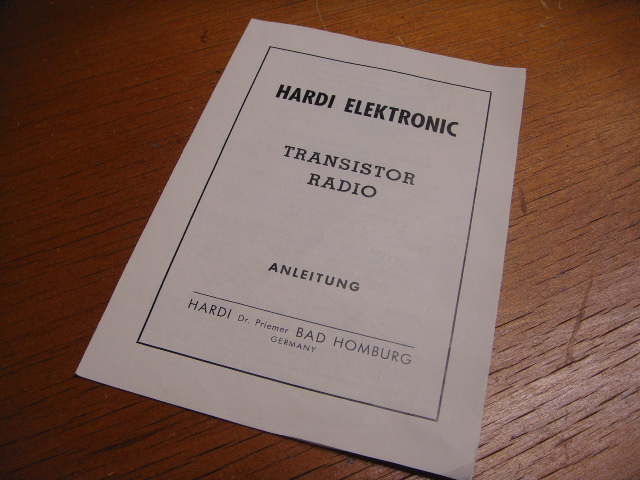 HARDI ELEKTRONIC
TRANSISTOR
RADIO
ANLEITUNG
HARDI Dr. Priemer BAD HOMBURG
GERMANY